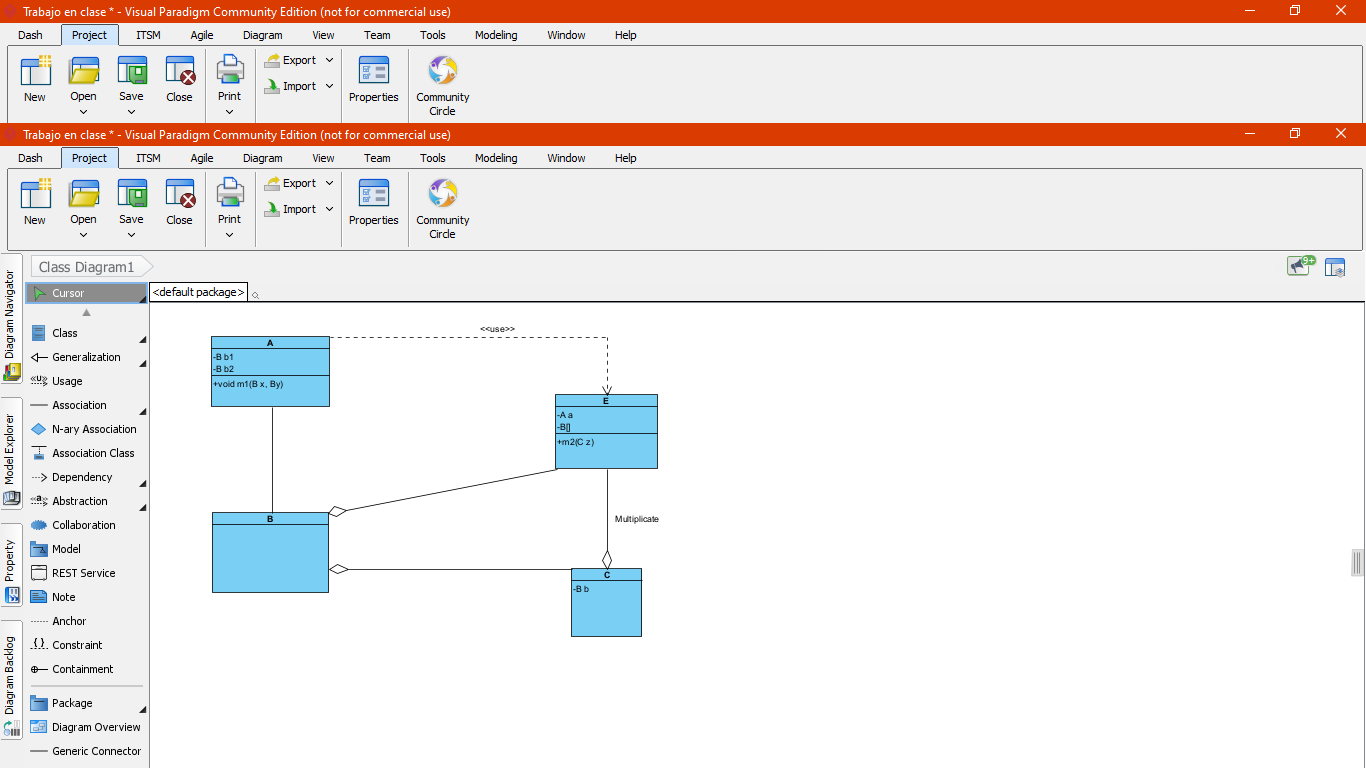 Trabajo en clase * - Visual Paradigm Community Edition (not for commercial use)
Dash Project ITSM Agile Diagram View Team Tools Modeling Window Help
New Open Save Close Print Export Import Properties Community Circle
Trabajo en clase * - Visual Paradigm Community Edition (not for commercial use)
Dash Project ITSM Agile Diagram View Team Tools Modeling Window Help
New Open Save Close Print Export Import Properties Community Circle
Class Diagram1
9+
Diagram Navigator
Model Explorer
Property
Diagram Backlog
Cursor
Class
Generalization
«U» Usage
Association
N-ary Association
Association Class
Dependency
«a» Abstraction
Collaboration
Model
REST Service
Note
Anchor
{.} Constraint
Containment
Package
Diagram Overview
Generic Connector
<default package>
<<use>>
A
-B b1
-B b2
+void m1(B x, By)
E
-A a
-B[]
+m2(C z)
B
Multiplicate
C
-B b